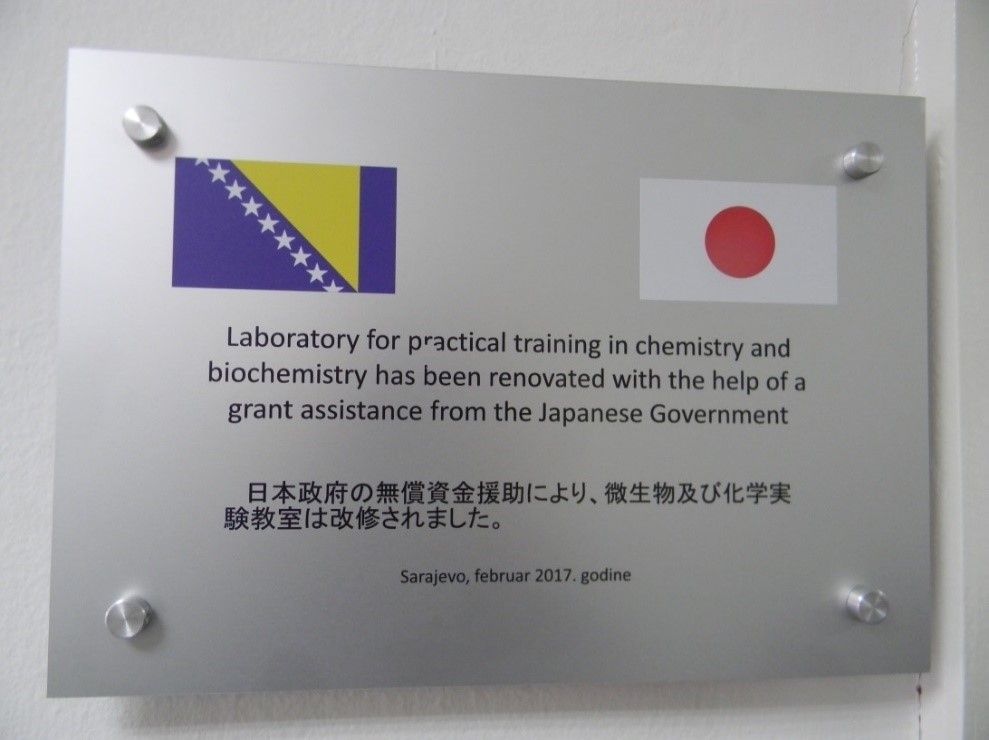 Laboratory for practical training in chemistry and
biochemistry has been renovated with the help of a
grant assistance from the Japanese Government
日本政府の無償資金援助により、微生物及び化学実
験教室は改修されました。
Sarajevo, februar 2017. godine